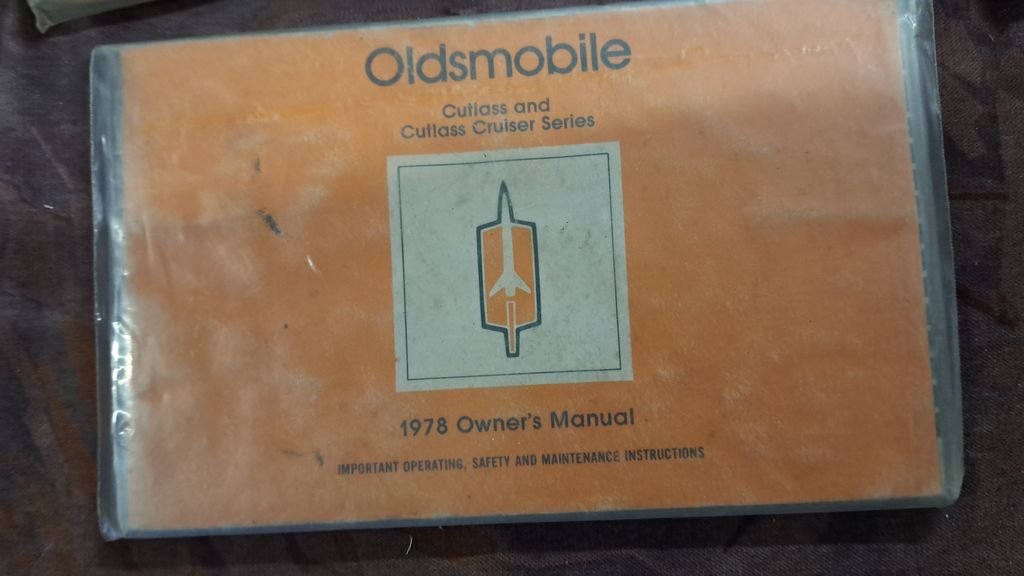 Oldsmobile
Cutlass and
Cutlass Cruiser Series
1978 Owner's Manual
IMPORTANT OPERATING, SAFETY AND MAINTENANCE INSTRUCTIONS